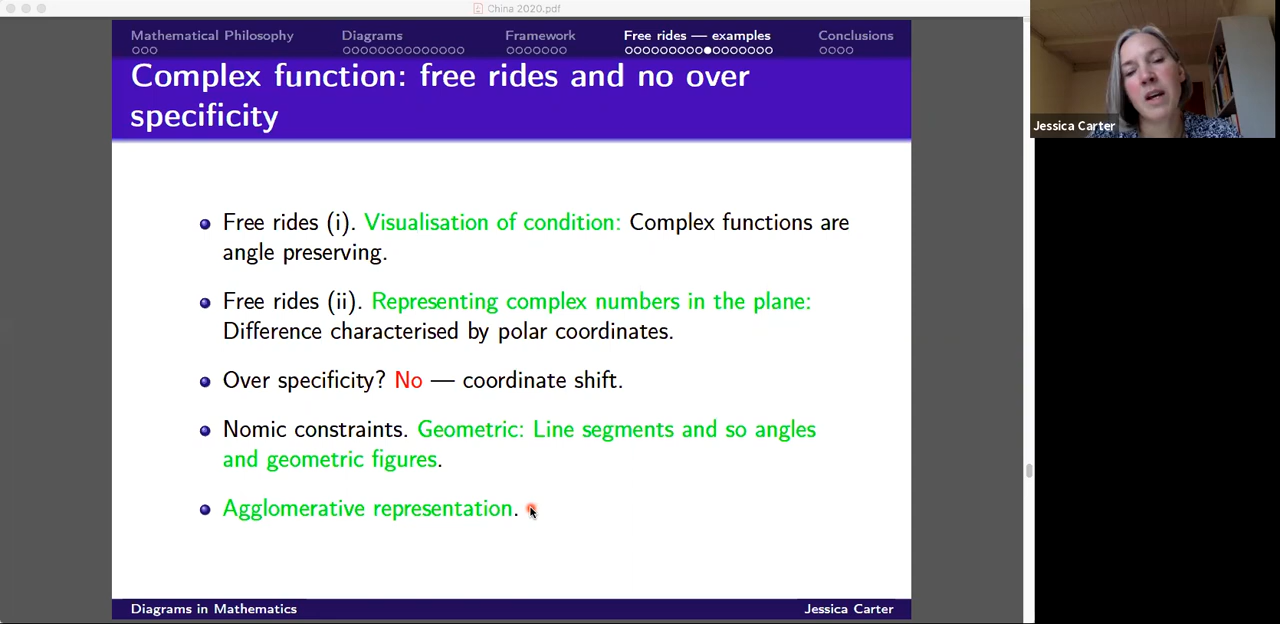 China 2020.pdf
Mathematical Philosophy Diagrams Framework Free rides — examples Conclusions
Complex function: free rides and no over
specificity
Free rides (i). Visualisation of condition: Complex functions are
angle preserving.
Free rides (ii). Representing complex numbers in the plane:
Difference characterised by polar coordinates.
Over specificity? No — coordinate shift.
Nomic constraints. Geometric: Line segments and so angles
and geometric figures.
Agglomerative representation.
Diagrams in Mathematics Jessica Carter
Jessica Carter